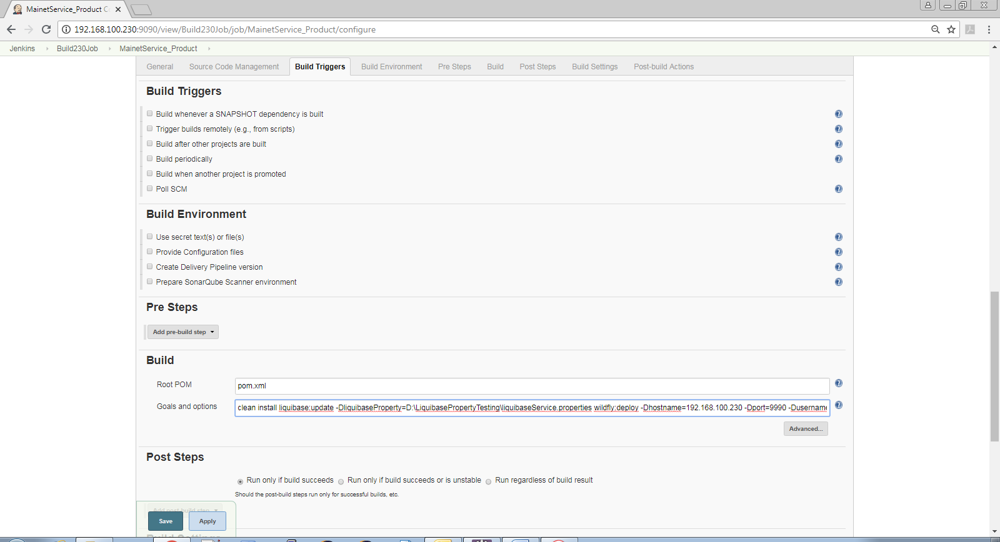 MainetService_Product C
192.168.100.230:9090/view/Build230Job/job/MainetService_Product/configure
Jenkins Build230Job MainetService_Product
General Source Code Management Build Triggers Build Environment Pre Steps Build Post Steps Build Settings Post-build Actions
Build Triggers
Build whenever a SNAPSHOT dependency is built
Trigger builds remotely (e.g., from scripts)
Build after other projects are built
Build periodically
Build when another project is promoted
Poll SCM
Build Environment
Use secret text(s) or file(s)
Provide Configuration files
Create Delivery Pipeline version
Prepare SonarQube Scanner environment
Pre Steps
Add pre-build step
Build
Root POM pom.xml
Goals and options clean install liquibase:update -DliquibaseProperty=D:\LiquibasePropertyTesting\liquibaseService.properties wildfly:deploy -Dhostname=192.168.100.230 -Dport=9990 -Dusername
Advanced...
Post Steps
Run only if build succeeds Run only if build succeeds or is unstable Run regardless of build result
Should the post-build steps run only for successful builds, etc.
Add post-build step
Save Apply
Build Settings